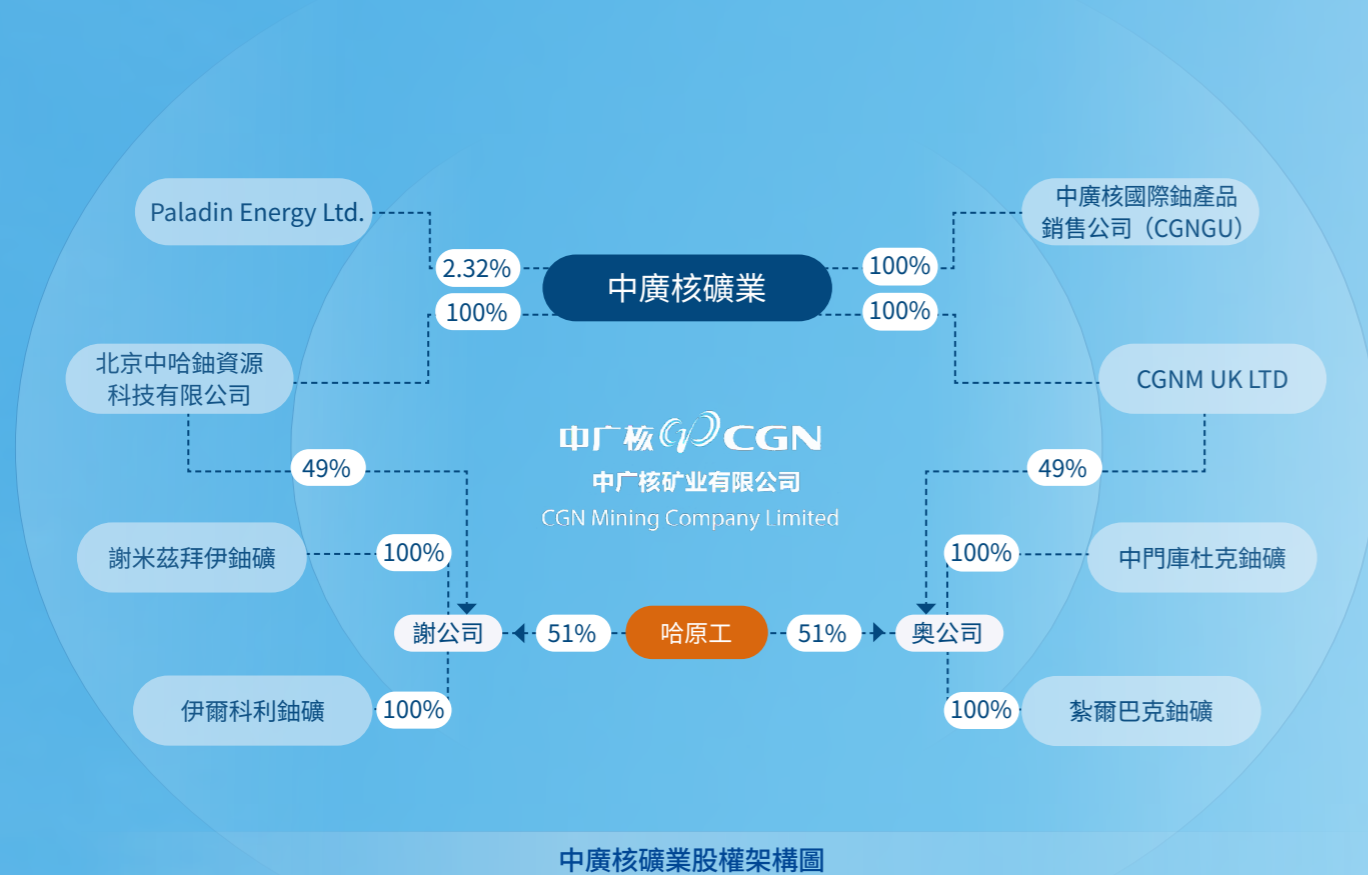 Paladin Energy Ltd.
中廣核國際鈾產品
銷售公司（CGNGU）
2.32%
中廣核礦業
100%
100%
100%
北京中哈鈾資源
科技有限公司
CGNM UK LTD
中广核 CGN
中广核矿业有限公司
CGN Mining Company Limited
49%
49%
謝米茲拜伊鈾礦
100%
100%
中門庫杜克鈾礦
謝公司
51%
哈原工
51%
奥公司
伊爾科利鈾礦
100%
100%
紮爾巴克鈾礦
中廣核礦業股權架構圖